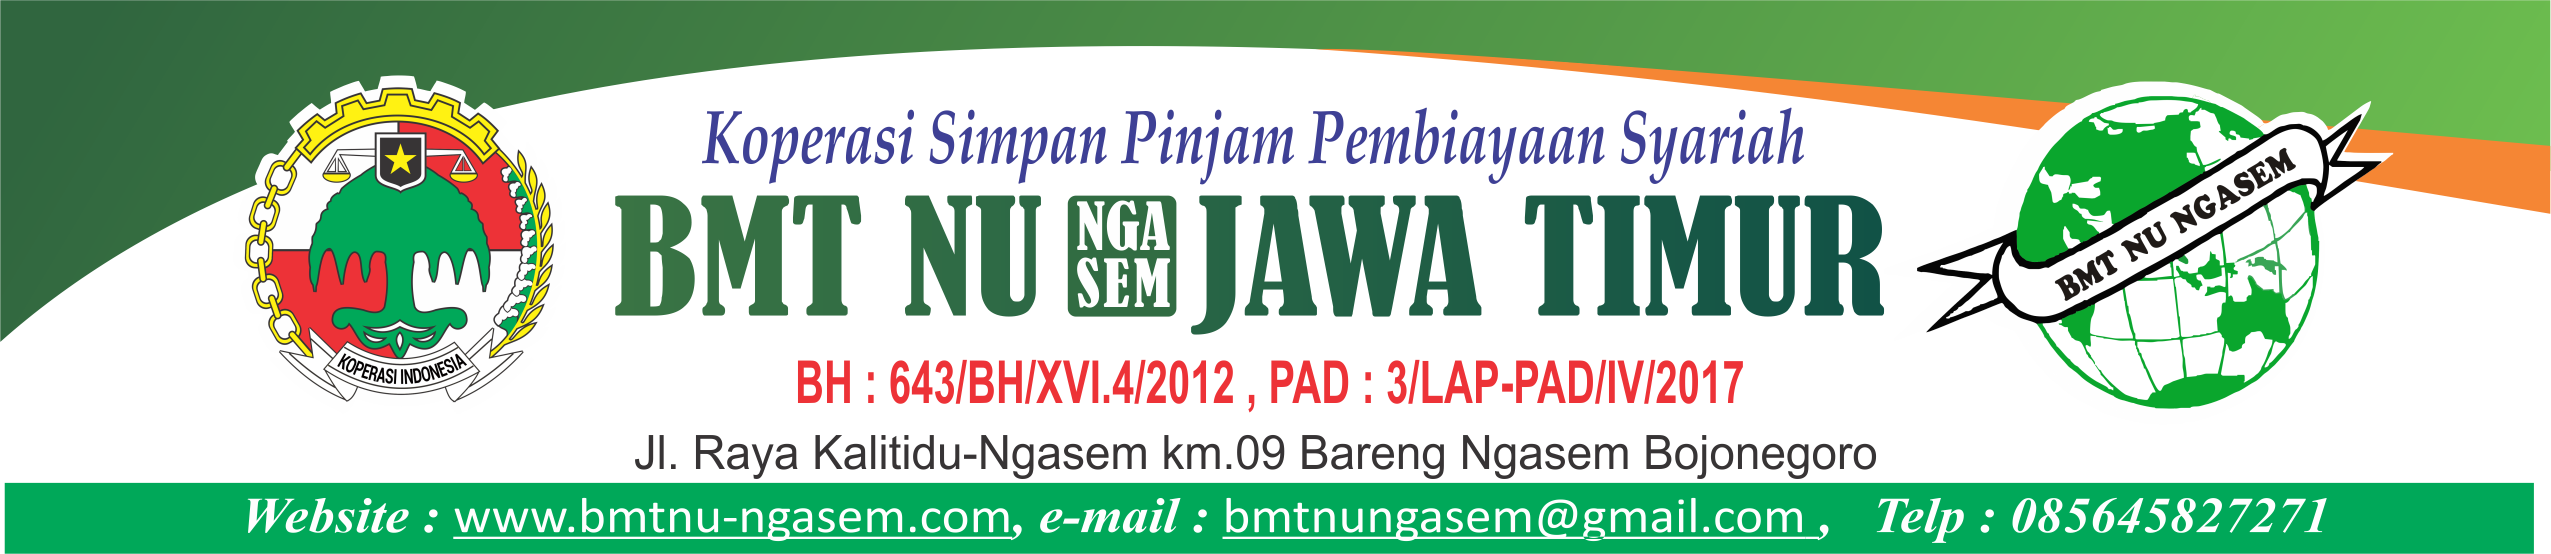 Koperasi Simpan Pinjam Pembiayaan Syariah
BMT NU NGASEM JAWA TIMUR
BH : 643/BH/XVI.4/2012 , PAD : 3/LAP-PAD/IV/2017
Jl. Raya Kalitidu-Ngasem km.09 Bareng Ngasem Bojonegoro
Website : www.bmtnu-ngasem.com, e-mail : bmtnungasem@gmail.com , Telp : 085645827271
KOPERASI INDONESIA
BMT NU NGASEM